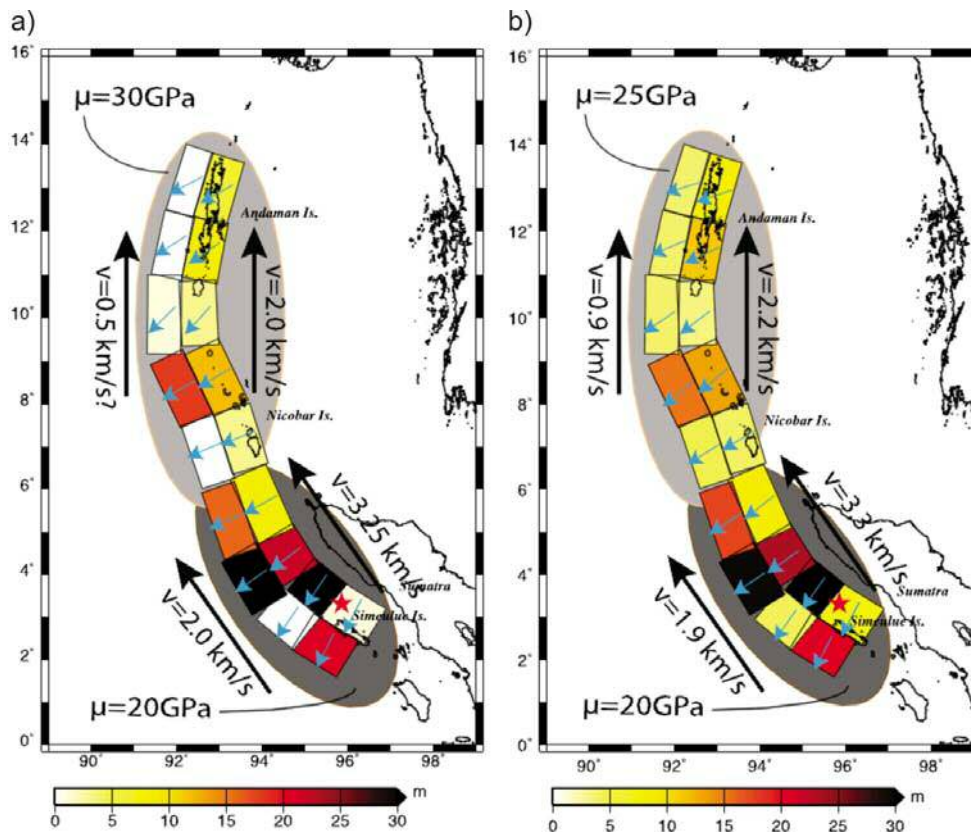 a)
16°
14°
12°
10°
8°
6°
4°
2°
0°
μ=30GPa
Andaman Is.
v=0.5 km/s?
v=2.0 km/s
Nicobar Is.
v=3.25 km/s
Sumatra
Simeulue Is.
v=2.0 km/s
μ=20GPa
90° 92° 94° 96° 98°
m
0 5 10 15 20 25 30
b)
16°
14°
12°
10°
8°
6°
4°
2°
0°
μ=25GPa
Andaman Is.
v=0.9 km/s
v=2.2 km/s
Nicobar Is.
v=3.3 km/s
Sumatra
Simeulue Is.
v=1.9 km/s
μ=20GPa
90° 92° 94° 96° 98°
m
0 5 10 15 20 25 30